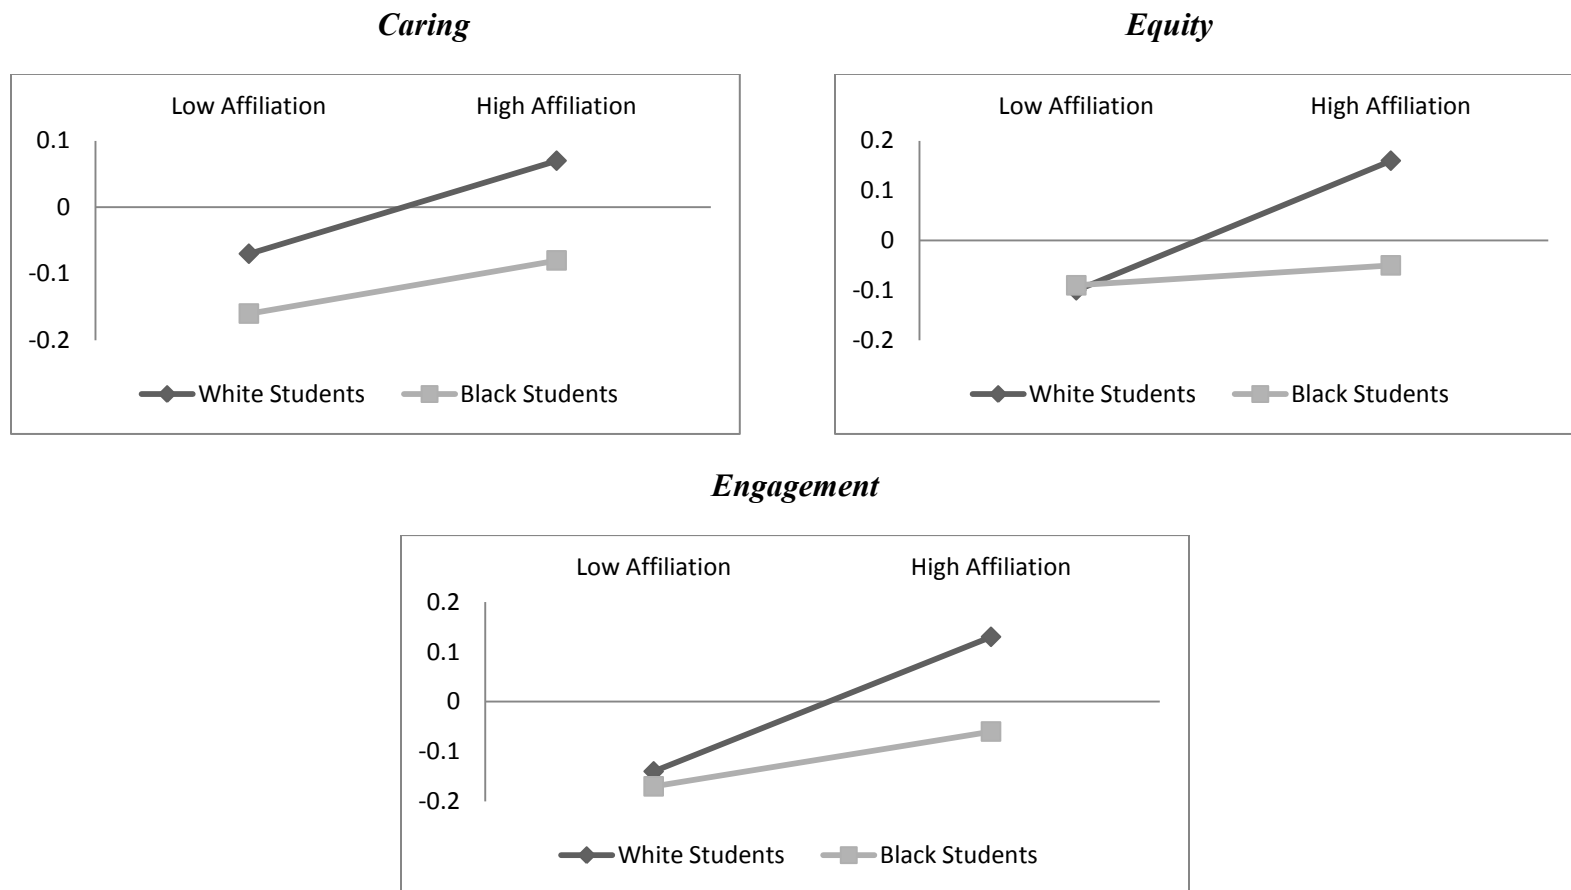 Caring
Low Affiliation High Affiliation
0.1
0
-0.1
-0.2
White Students Black Students
Equity
Low Affiliation High Affiliation
0.2
0.1
0
-0.1
-0.2
White Students Black Students
Engagement
Low Affiliation High Affiliation
0.2
0.1
0
-0.1
-0.2
White Students Black Students